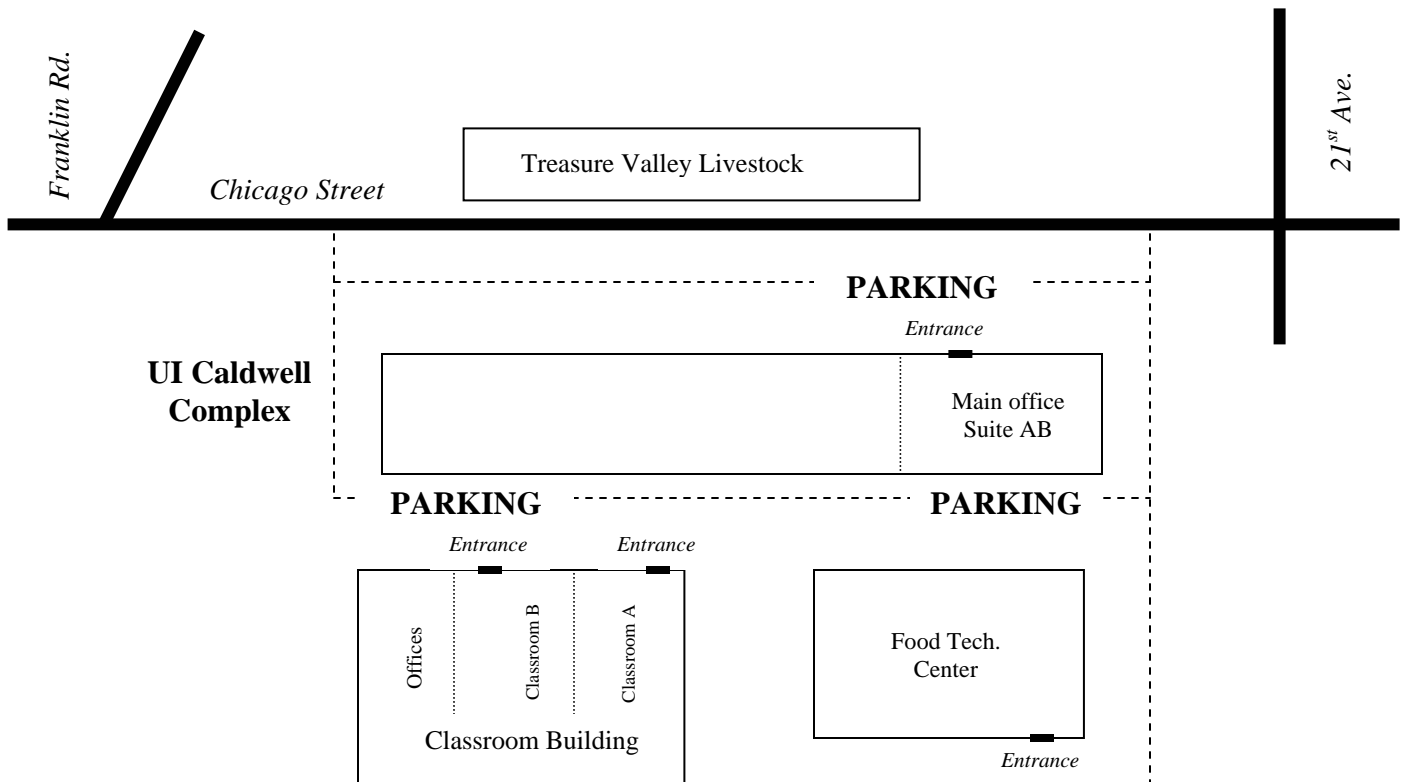 Franklin Rd.
21st Ave.
Treasure Valley Livestock
Chicago Street
PARKING
Entrance
UI Caldwell
Complex
Main office
Suite AB
PARKING
PARKING
Entrance
Entrance
Offices
Classroom B
Classroom A
Food Tech.
Center
Classroom Building
Entrance